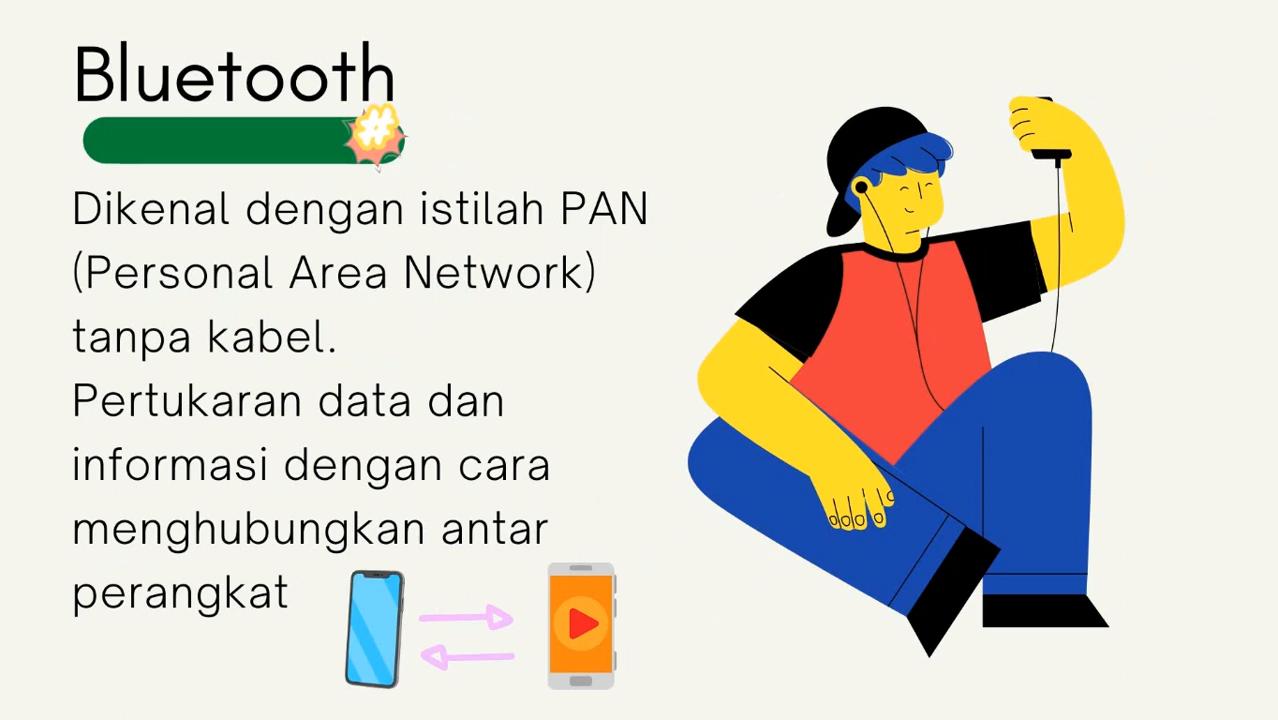 Bluetooth
#
Dikenal dengan istilah PAN
(Personal Area Network)
tanpa kabel.
Pertukaran data dan
informasi dengan cara
menghubungkan antar
perangkat